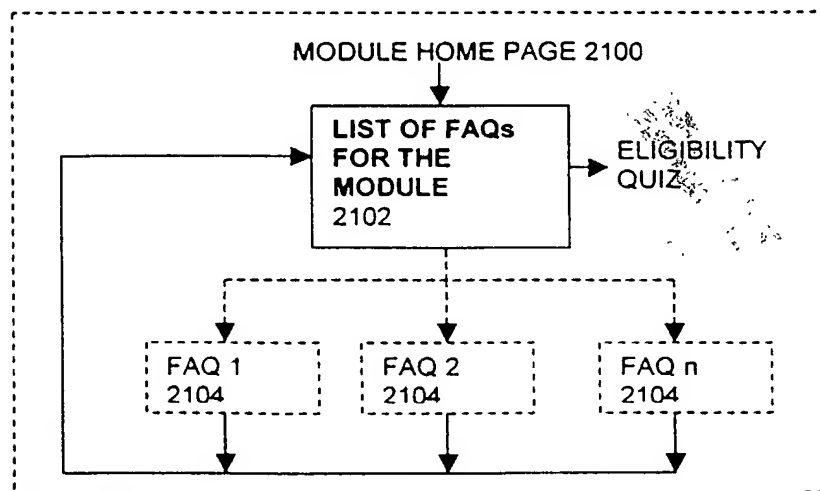 MODULE HOME PAGE 2100
LIST OF FAQs
FOR THE
MODULE
2102
ELIGIBILITY
QUIZ
FAQ 1
2104
FAQ 2
2104
FAQ n
2104